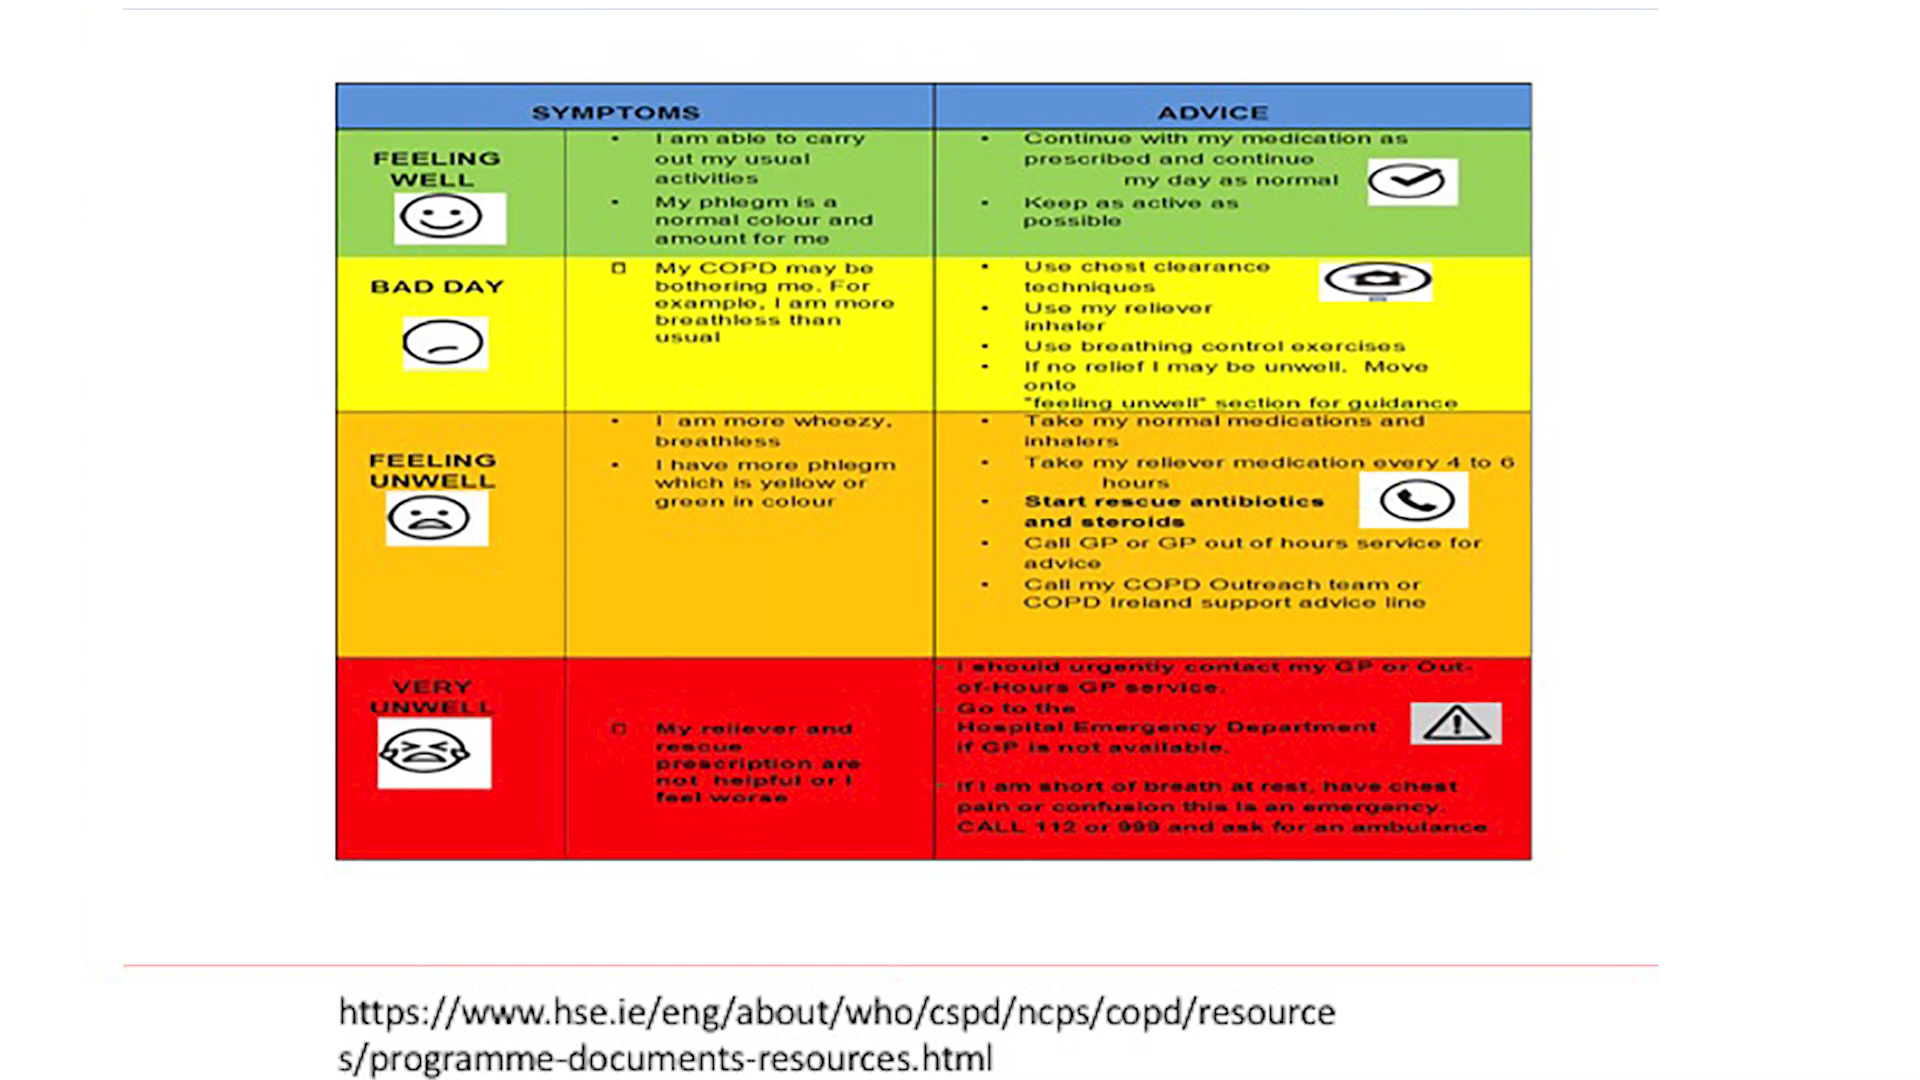 SYMPTOMS
ADVICE
FEELING
WELL
• I am able to carry
out my usual
activities
• My phlegm is a
normal colour and
amount for me
• Continue with my medication as
prescribed and continue
my day as normal
• Keep as active as
possible
BAD DAY
My COPD may be
bothering me. For
example, I am more
breathless than
usual
• Use chest clearance
techniques
• Use my reliever
inhaler
• Use breathing control exercises
• If no relief I may be unwell. Move
onto
"feeling unwell" section for guidance
FEELING
UNWELL
• I am more wheezy,
breathless
• I have more phlegm
which is yellow or
green in colour
• Take my normal medications and
inhalers
• Take my reliever medication every 4 to 6
hours
• Start rescue antibiotics
and steroids
• Call GP or GP out of hours service for
advice
• Call my COPD Outreach team or
COPD Ireland support advice line
VERY
UNWELL
My reliever and
rescue
prescription are
not helpful or I
feel worse
• I should urgently contact my GP or Out-
of-Hours GP service.
• Go to the
Hospital Emergency Department
if GP is not available.
• If I am short of breath at rest, have chest
pain or confusion this is an emergency.
CALL 112 or 999 and ask for an ambulance
https://www.hse.ie/eng/about/who/cspd/ncps/copd/resource
s/programme-documents-resources.html